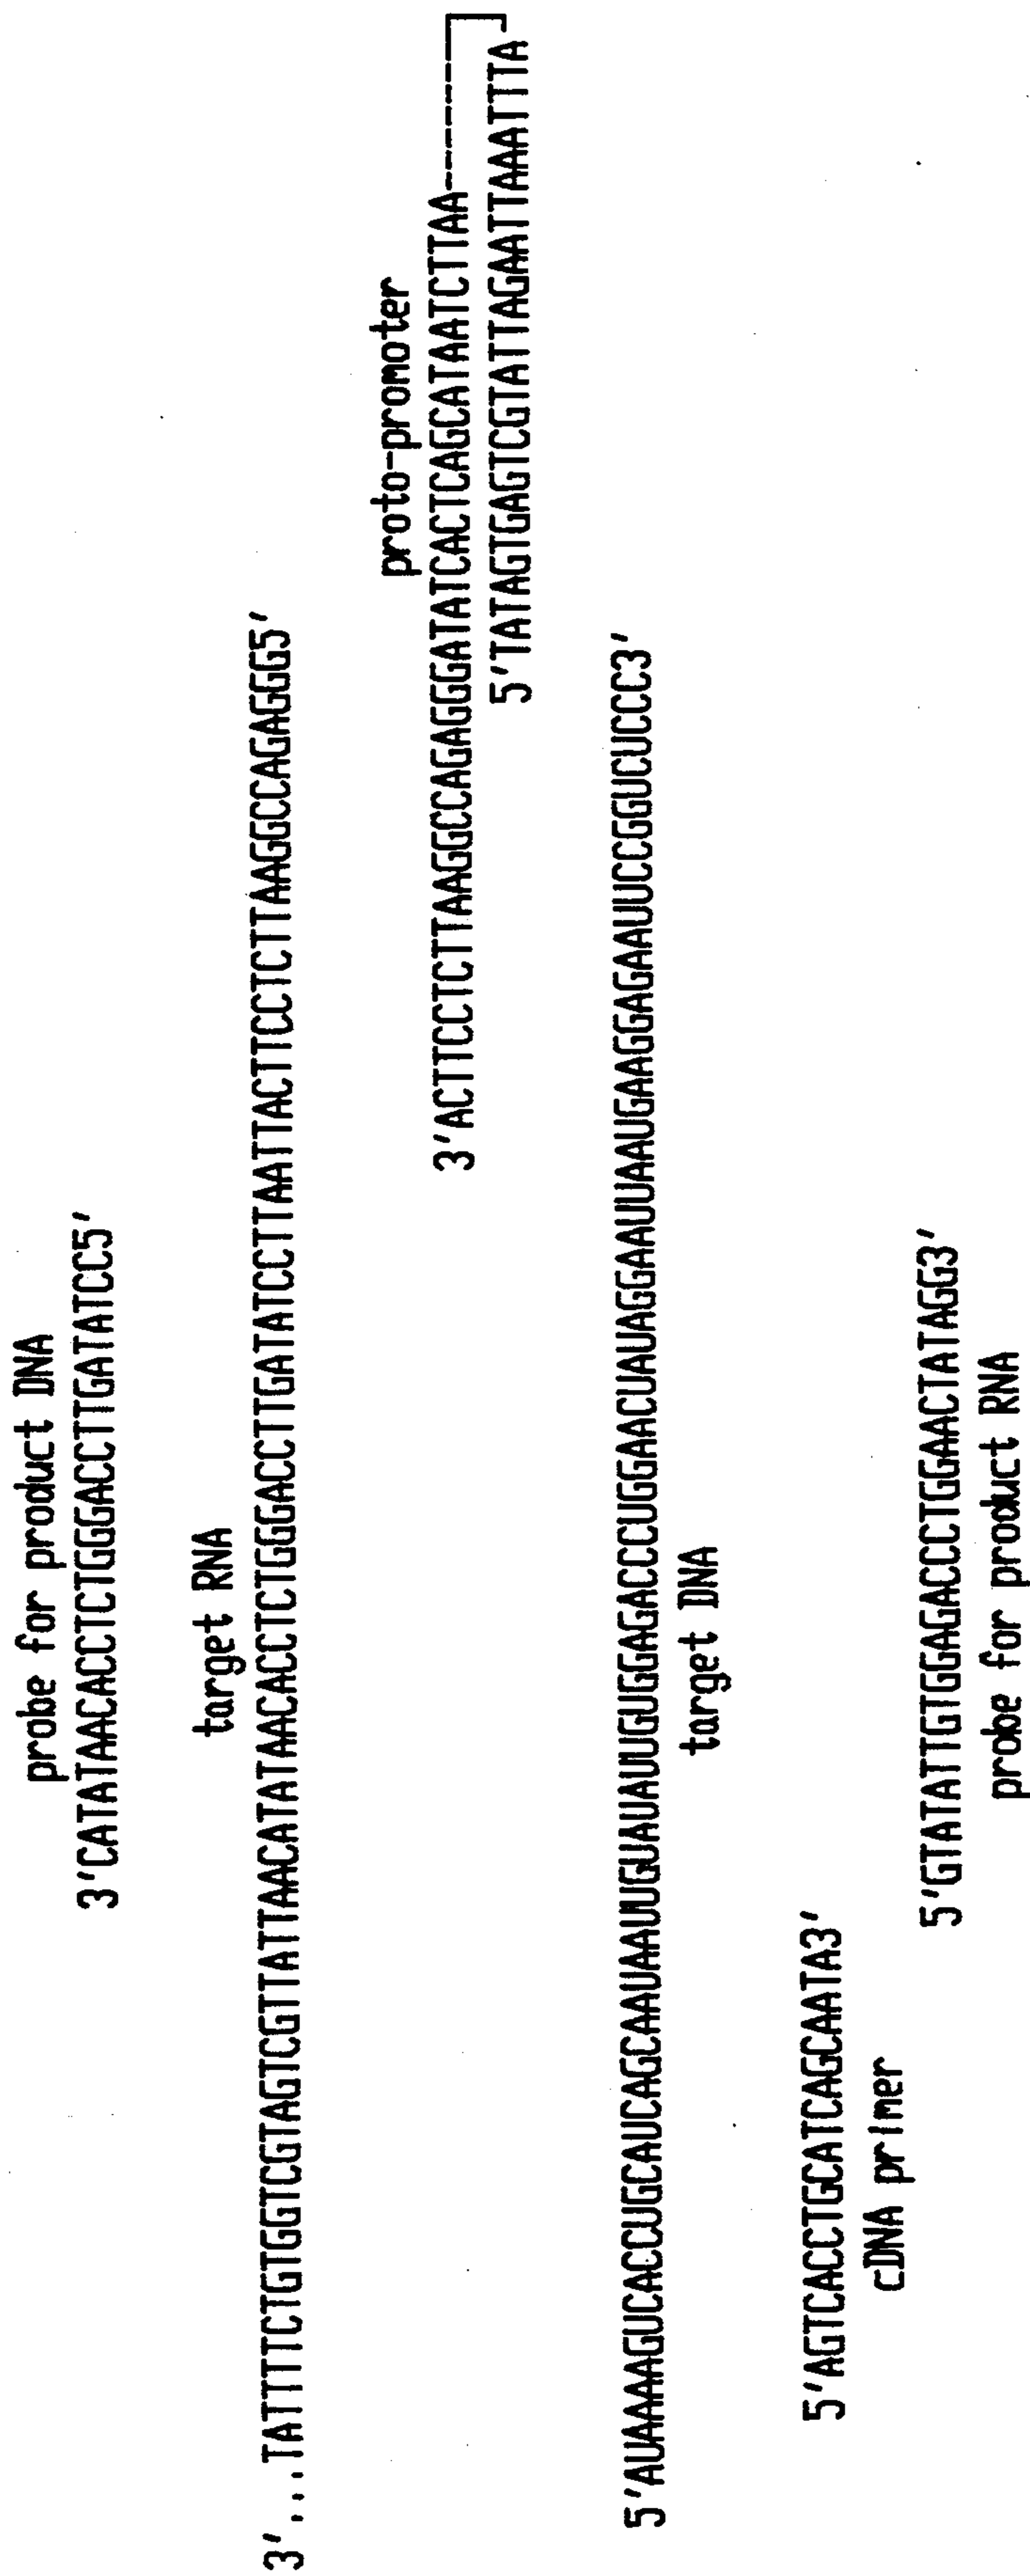 probe for product DNA
3'CATATAACACCTCTGGGACCTTGATATCC5'
target RNA
3'...TATTTTCTGTGGTCGTAGTCGTTATTAACATATAACACCTCTGGGACCTTGATATCCTTAATTACTTCCTCTTAAGGCCAGAGGG5'
proto-promoter
3'ACTTCCTCTTAAGGCCAGAGGGATATCACTCAGCATAATCTTAA---------
5'TATAGTGAGTCGTATTAGAATTAAATTTA
5'AUAAAAGUCACCUGCAUCAGCAAUAAUUGUAUAUUGUGGAGACCCUGGAACUAUAGGAAUUAAUGAAGGAGAAUUCCGGUCUCCC3'
target DNA
5'AGTCACCTGCATCAGCAATA3'
cDNA primer
5'GTATATTGTGGAGACCCTGGAACTATAGG3'
probe for product RNA